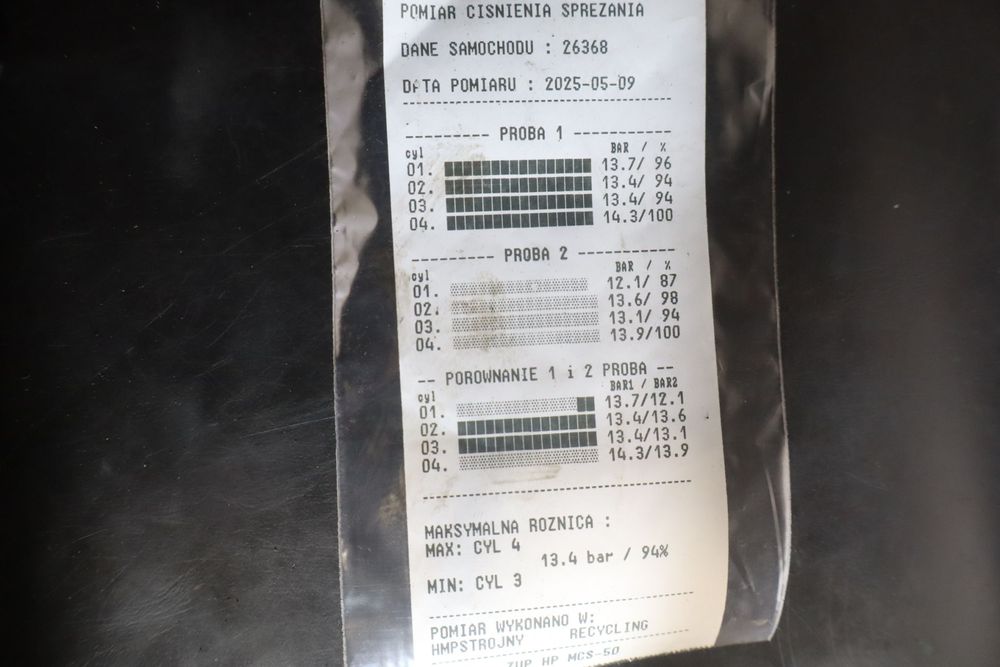 POMIAR CISNIENIA SPREZANIA
DANE SAMOCHODU : 26368
DATA POMIARU : 2025-05-09
--------- PROBA 1 -----------
cyl BAR / %
01. 13.7/ 96
02. 13.4/ 94
03. 13.4/ 94
04. 14.3/100
--------- PROBA 2 -----------
cyl BAR / %
01. 12.1/ 87
02. 13.6/ 98
03. 13.1/ 94
04. 13.9/100
-- POROWNANIE 1 i 2 PROBA --
cyl BAR1 / BAR2
01. 13.7/12.1
02. 13.4/13.6
03. 13.4/13.1
04. 14.3/13.9
MAKSYMALNA ROZNICA :
MAX: CYL 4
13.4 bar / 94%
MIN: CYL 3
POMIAR WYKONANO W:
HMPSTROJNY RECYCLING
ZUP HP MCS-50